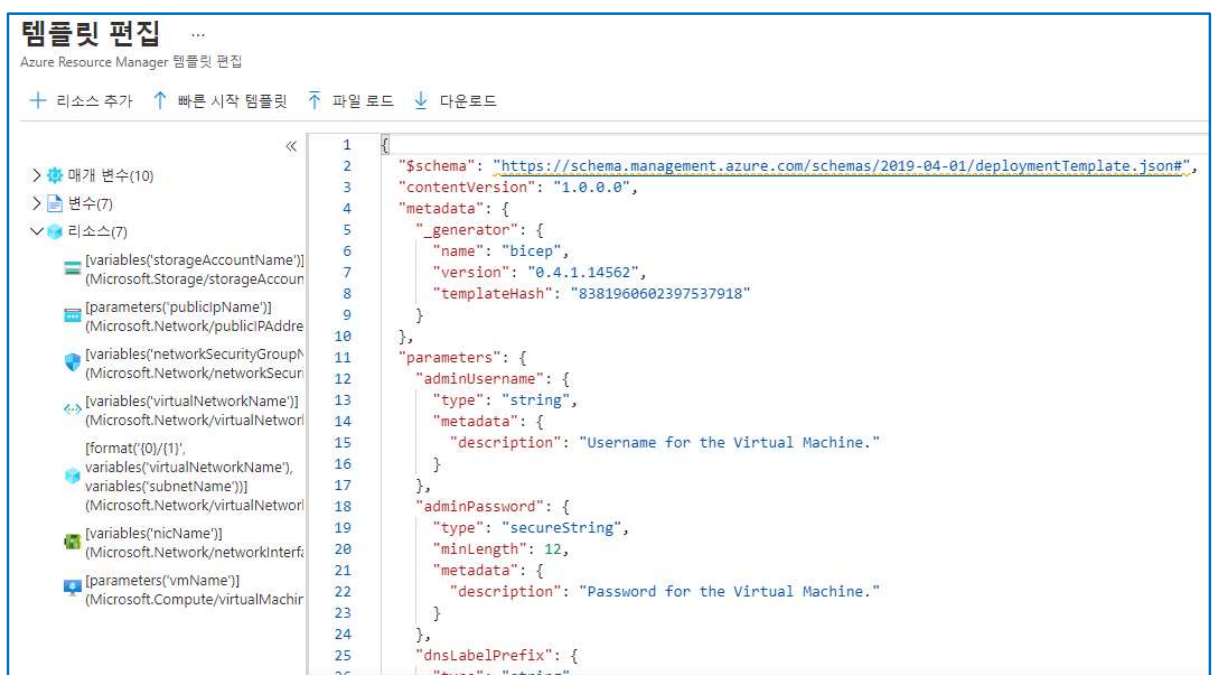 템플릿 편집 ...
Azure Resource Manager 템플릿 편집
리소스 추가 빠른 시작 템플릿 파일 로드 다운로드
«
매개 변수(10)
변수(7)
리소스(7)
[variables('storageAccountName')]
(Microsoft.Storage/storageAccoun
[parameters('publicIpName')]
(Microsoft.Network/publicIPAddre
[variables('networkSecurityGroupN
(Microsoft.Network/networkSecuri
[variables('virtualNetworkName')]
(Microsoft.Network/virtualNetworl
[format('{0}/{1}',
variables('virtualNetworkName'),
variables('subnetName'))]
(Microsoft.Network/virtualNetworl
[variables('nicName')]
(Microsoft.Network/networkInterfa
[parameters('vmName')]
(Microsoft.Compute/virtualMachin
1 {
2 "$schema": "https://schema.management.azure.com/schemas/2019-04-01/deploymentTemplate.json#",
3 "contentVersion": "1.0.0.0",
4 "metadata": {
5 "_generator": {
6 "name": "bicep",
7 "version": "0.4.1.14562",
8 "templateHash": "8381960602397537918"
9 }
10 },
11 "parameters": {
12 "adminUsername": {
13 "type": "string",
14 "metadata": {
15 "description": "Username for the Virtual Machine."
16 }
17 },
18 "adminPassword": {
19 "type": "secureString",
20 "minLength": 12,
21 "metadata": {
22 "description": "Password for the Virtual Machine."
23 }
24 },
25 "dnsLabelPrefix": {
26 "type": "string"